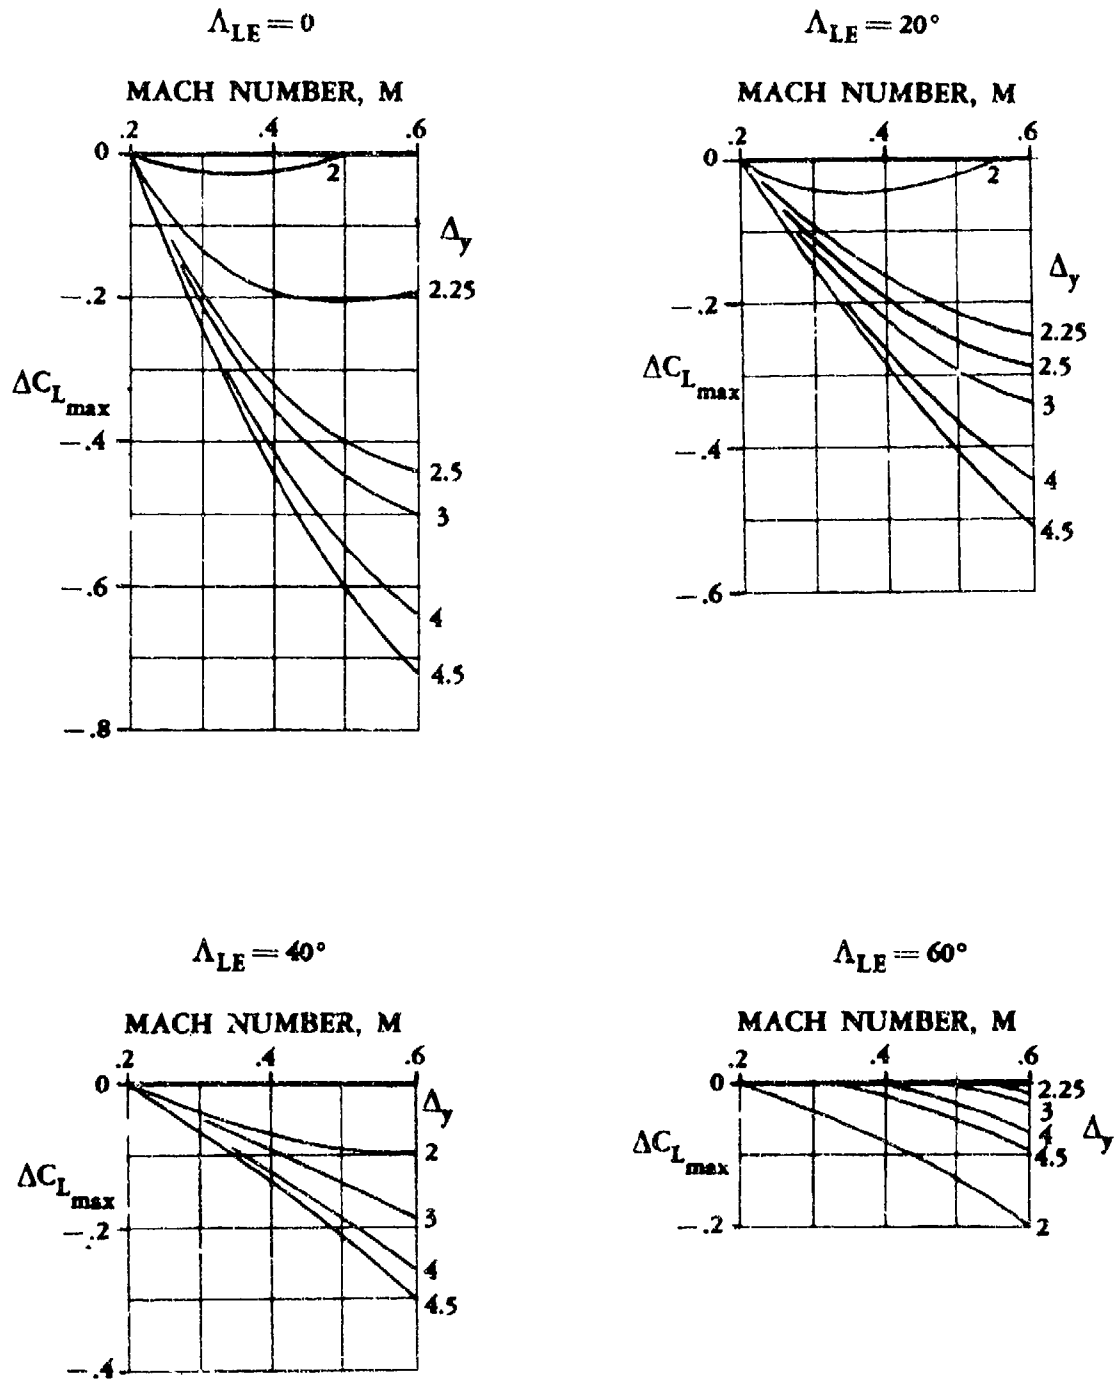 Λ_LE = 0
MACH NUMBER, M
.2 .4 .6
0
2
Δ_y
2.25
—.2
ΔC_L_max
—.4
2.5
3
—.6
4
4.5
—.8
Λ_LE = 20°
MACH NUMBER, M
.2 .4 .6
0
2
Δ_y
—.2
2.25
2.5
ΔC_L_max
3
—.4
4
4.5
—.6
Λ_LE = 40°
MACH NUMBER, M
.2 .4 .6
0
Δ_y
2
ΔC_L_max
3
—.2
4
4.5
—.4
Λ_LE = 60°
MACH NUMBER, M
.2 .4 .6
0
2.25
3
4
Δ_y
ΔC_L_max
4.5
—.2
2